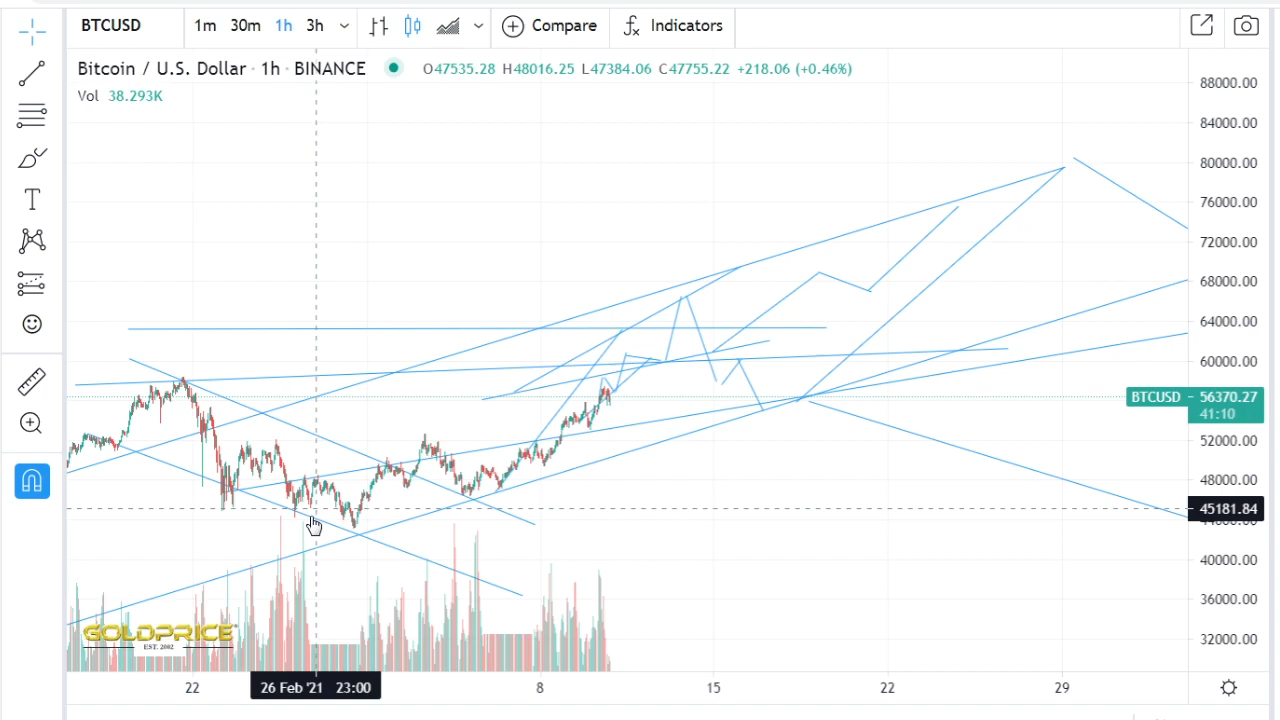 BTCUSD 1m 30m 1h 3h Compare Indicators
Bitcoin / U.S. Dollar · 1h · BINANCE O47535.28 H48016.25 L47384.06 C47755.22 +218.06 (+0.46%)
Vol 38.293K
88000.00
84000.00
80000.00
76000.00
72000.00
68000.00
64000.00
60000.00
BTCUSD 56370.27
41:10
52000.00
48000.00
45181.84
40000.00
36000.00
32000.00
GOLDPRICE
EST. 2002
22 26 Feb '21 23:00 8 15 22 29